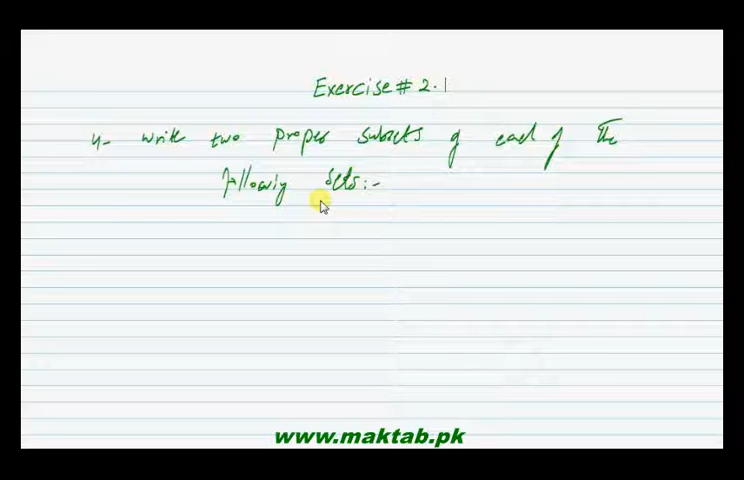 Exercise # 2.1
4- write two proper subsets of each of the
following sets:-
www.maktab.pk